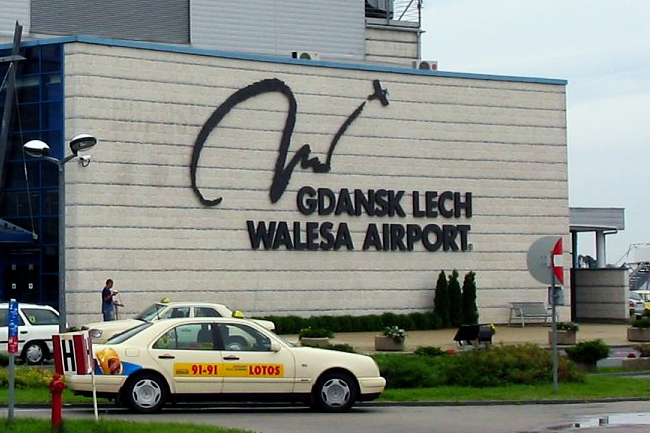 GDANSK LECH
WALESA AIRPORT
H
91-91 LOTOS